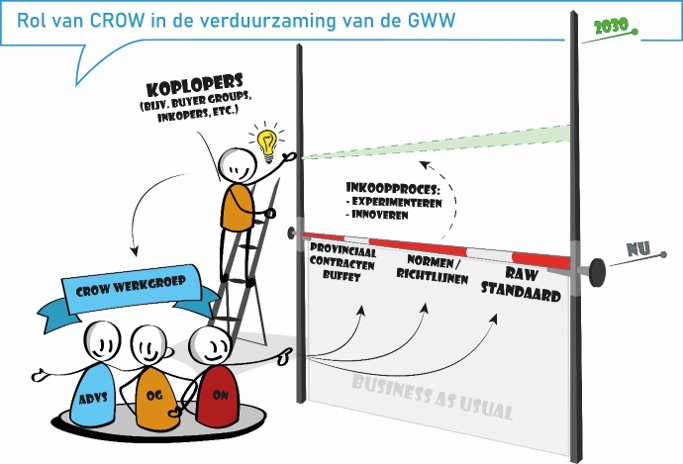 Rol van CROW in de verduurzaming van de GWW
2030
KOPLOPERS
(BIJV. BUYER GROUPS,
INKOPERS, ETC.)
INKOOPPROCES:
- EXPERIMENTEREN
- INNOVEREN
NU
PROVINCIAAL
CONTRACTEN
BUFFET
NORMEN /
RICHTLIJNEN
RAW
STANDAARD
CROW WERKGROEP
ADVS
OG
ON
BUSINESS AS USUAL